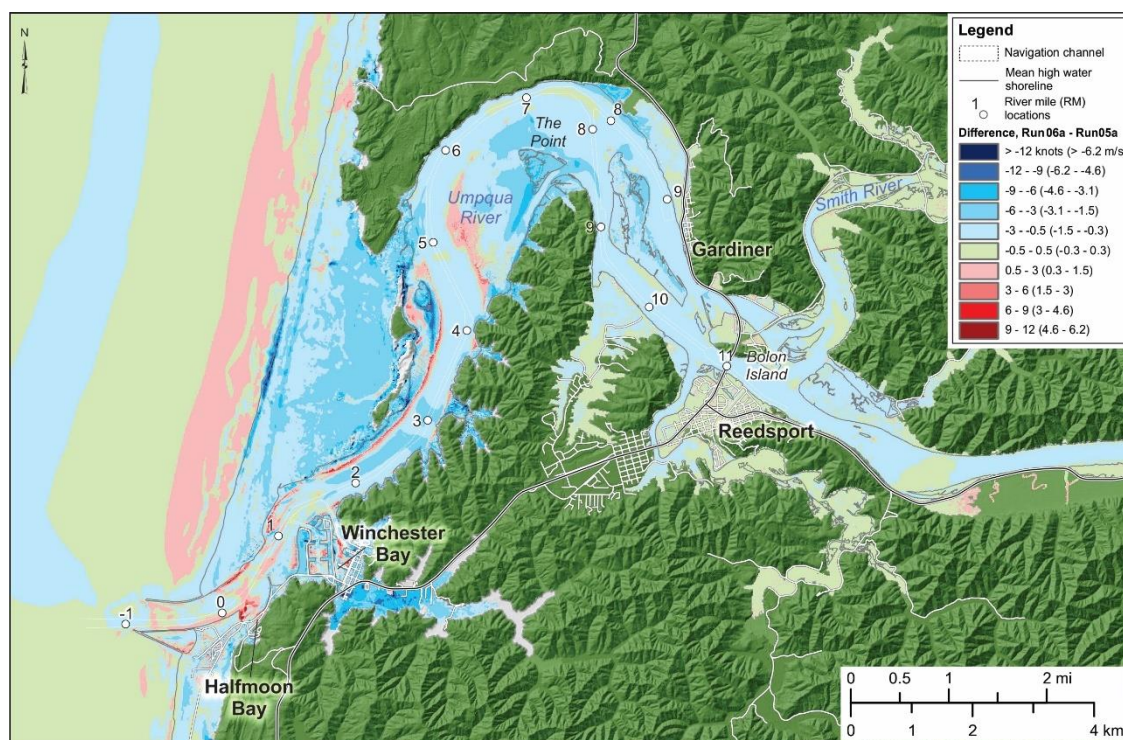 N
7
8
The
Point
8
6
Umpqua
River
9
Smith River
5
9
Gardiner
10
4
11
Bolon
Island
3
Reedsport
2
1
Winchester
Bay
0
-1
Halfmoon
Bay
Legend
Navigation channel
Mean high water
shoreline
1 River mile (RM)
locations
Difference, Run 06a - Run05a
> -12 knots (> -6.2 m/s)
-12 - -9 (-6.2 - -4.6)
-9 - -6 (-4.6 - -3.1)
-6 - -3 (-3.1 - -1.5)
-3 - -0.5 (-1.5 - -0.3)
-0.5 - 0.5 (-0.3 - 0.3)
0.5 - 3 (0.3 - 1.5)
3 - 6 (1.5 - 3)
6 - 9 (3 - 4.6)
9 - 12 (4.6 - 6.2)
0 0.5 1 2 mi
0 1 2 4 km